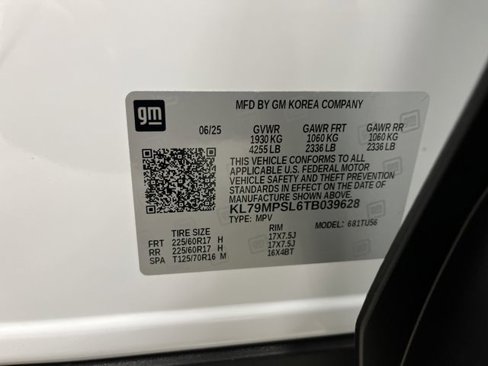 gm
MFD BY GM KOREA COMPANY
06/25 GVWR GAWR FRT GAWR RR
1930 KG 1060 KG 1060 KG
4255 LB 2336 LB 2336 LB
THIS VEHICLE CONFORMS TO ALL
APPLICABLE U.S. FEDERAL MOTOR
VEHICLE SAFETY AND THEFT PREVENTION
STANDARDS IN EFFECT ON THE DATE OF
MANUFACTURE SHOWN ABOVE.
KL79MPSL6TB039628
TYPE: MPV MODEL: 681TU56
TIRE SIZE RIM
FRT 225/60R17 H 17X7.5J
RR 225/60R17 H 17X7.5J
SPA T125/70R16 M 16X4BT